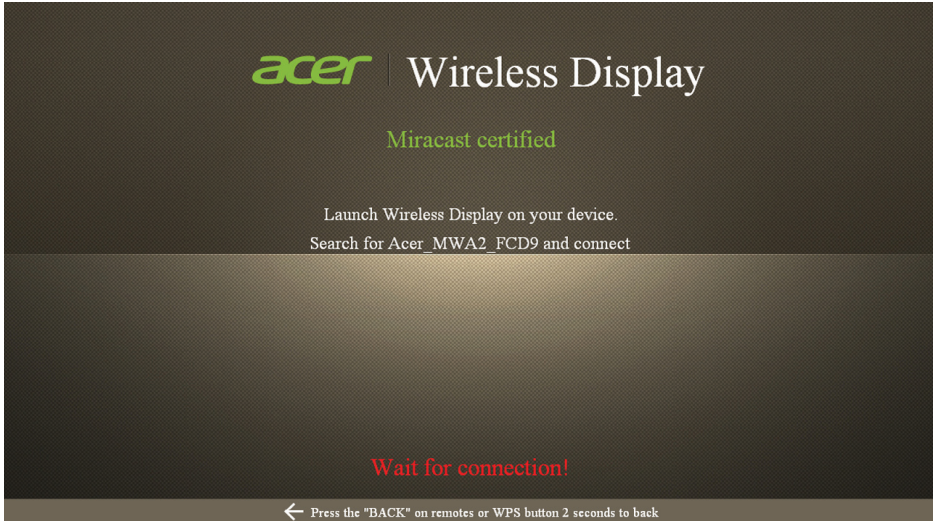 acer Wireless Display
Miracast certified
Launch Wireless Display on your device.
Search for Acer_MWA2_FCD9 and connect
Wait for connection!
Press the "BACK" on remotes or WPS button 2 seconds to back